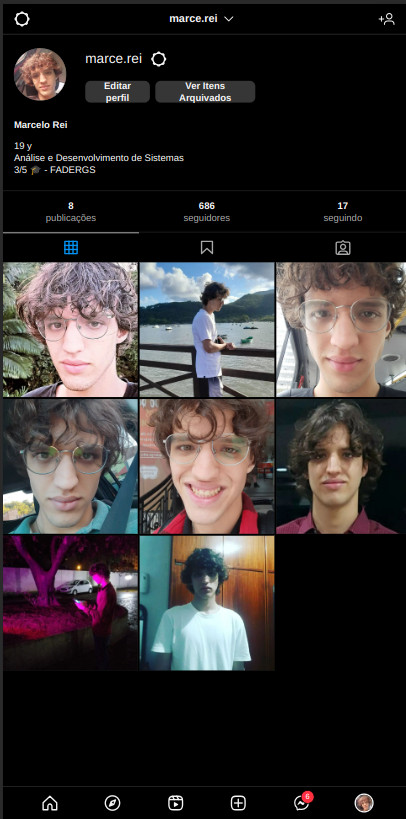 marce.rei
marce.rei
Editar
perfil
Ver Itens
Arquivados
Marcelo Rei
19 y
Análise e Desenvolvimento de Sistemas
3/5 🎓 - FADERGS
8
publicações
686
seguidores
17
seguindo
6